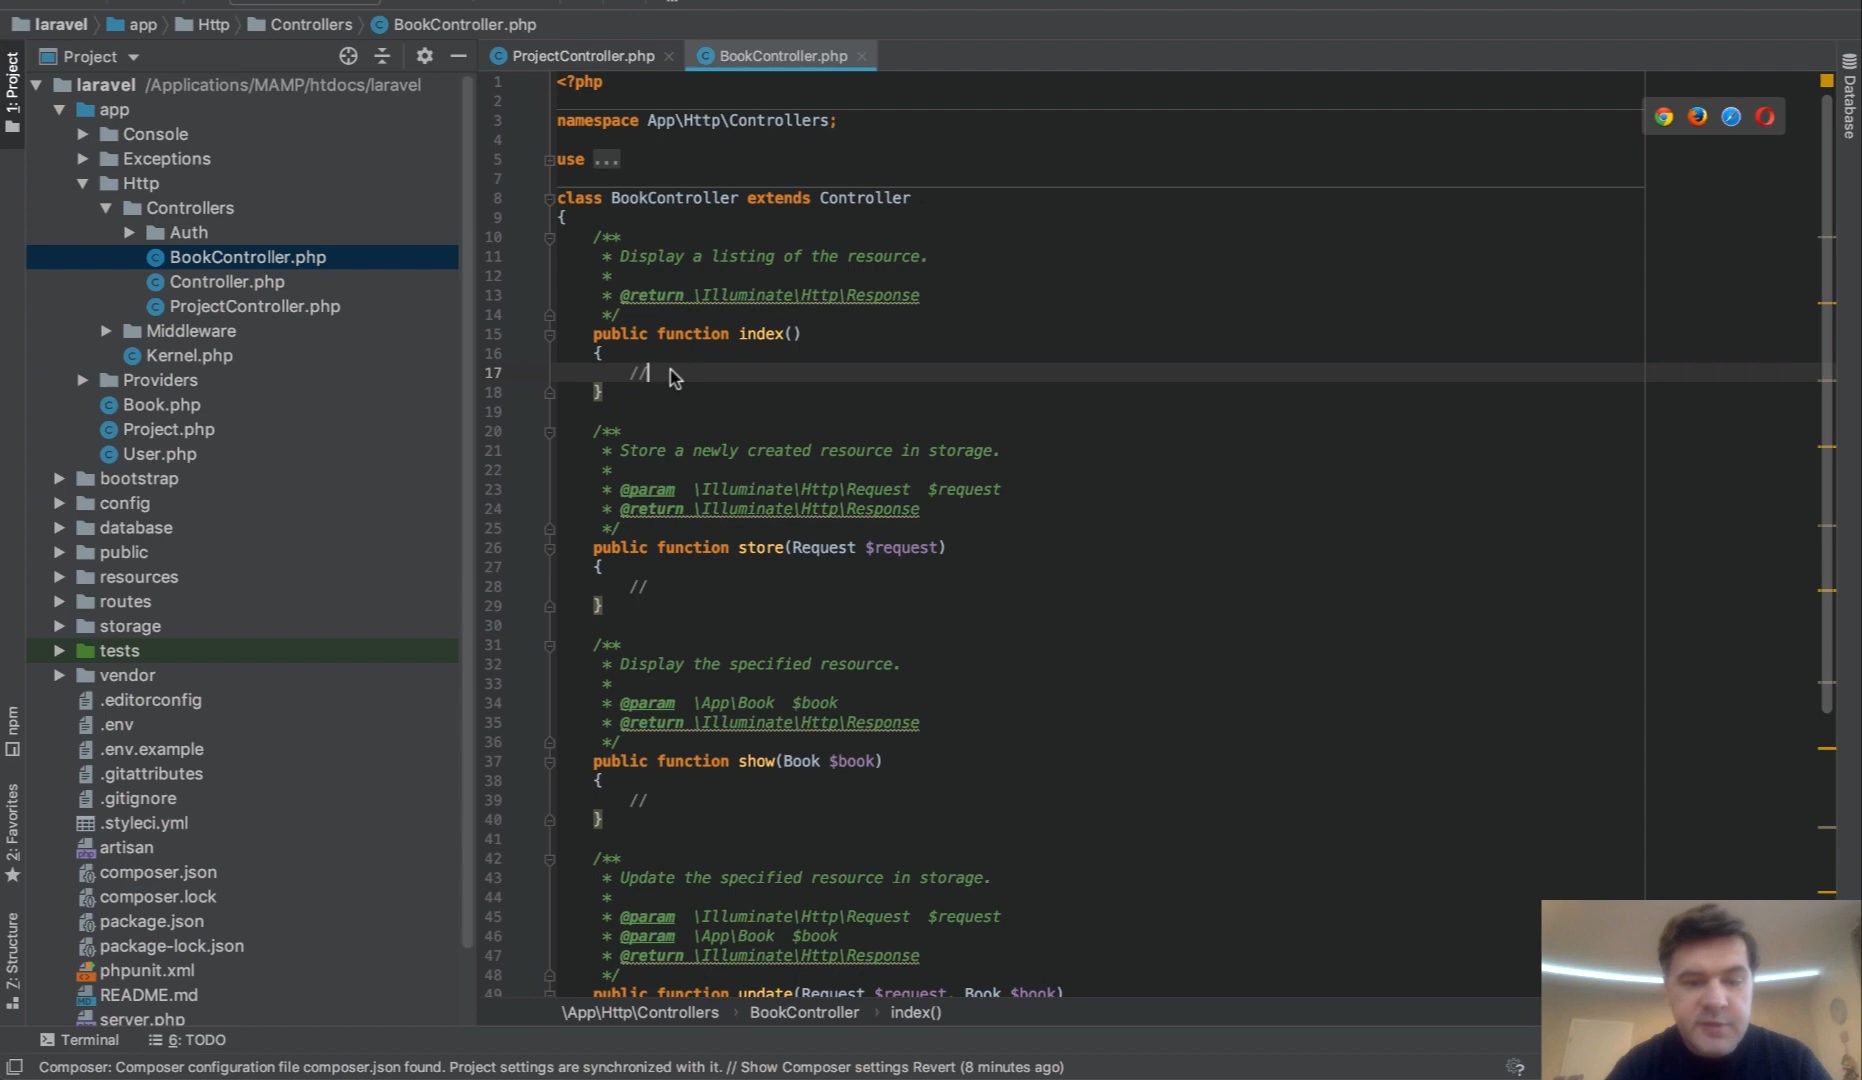 laravel app Http Controllers BookController.php
Project
ProjectController.php
BookController.php
1: Project
laravel /Applications/MAMP/htdocs/laravel
app
Console
Exceptions
Http
Controllers
Auth
BookController.php
Controller.php
ProjectController.php
Middleware
Kernel.php
Providers
Book.php
Project.php
User.php
bootstrap
config
database
public
resources
routes
storage
tests
vendor
.editorconfig
.env
.env.example
.gitattributes
.gitignore
.styleci.yml
artisan
composer.json
composer.lock
package.json
package-lock.json
phpunit.xml
README.md
server.php
npm
2: Favorites
7: Structure
1 <?php
2
3 namespace App\Http\Controllers;
4
5 use ...
7
8 class BookController extends Controller
9 {
10 /**
11 * Display a listing of the resource.
12 *
13 * @return \Illuminate\Http\Response
14 */
15 public function index()
16 {
17 //
18 }
19
20 /**
21 * Store a newly created resource in storage.
22 *
23 * @param \Illuminate\Http\Request $request
24 * @return \Illuminate\Http\Response
25 */
26 public function store(Request $request)
27 {
28 //
29 }
30
31 /**
32 * Display the specified resource.
33 *
34 * @param \App\Book $book
35 * @return \Illuminate\Http\Response
36 */
37 public function show(Book $book)
38 {
39 //
40 }
41
42 /**
43 * Update the specified resource in storage.
44 *
45 * @param \Illuminate\Http\Request $request
46 * @param \App\Book $book
47 * @return \Illuminate\Http\Response
48 */
49 public function update(Request $request, Book $book)
Database
\App\Http\Controllers › BookController › index()
Terminal 6: TODO
Composer: Composer configuration file composer.json found. Project settings are synchronized with it. // Show Composer settings Revert (8 minutes ago)